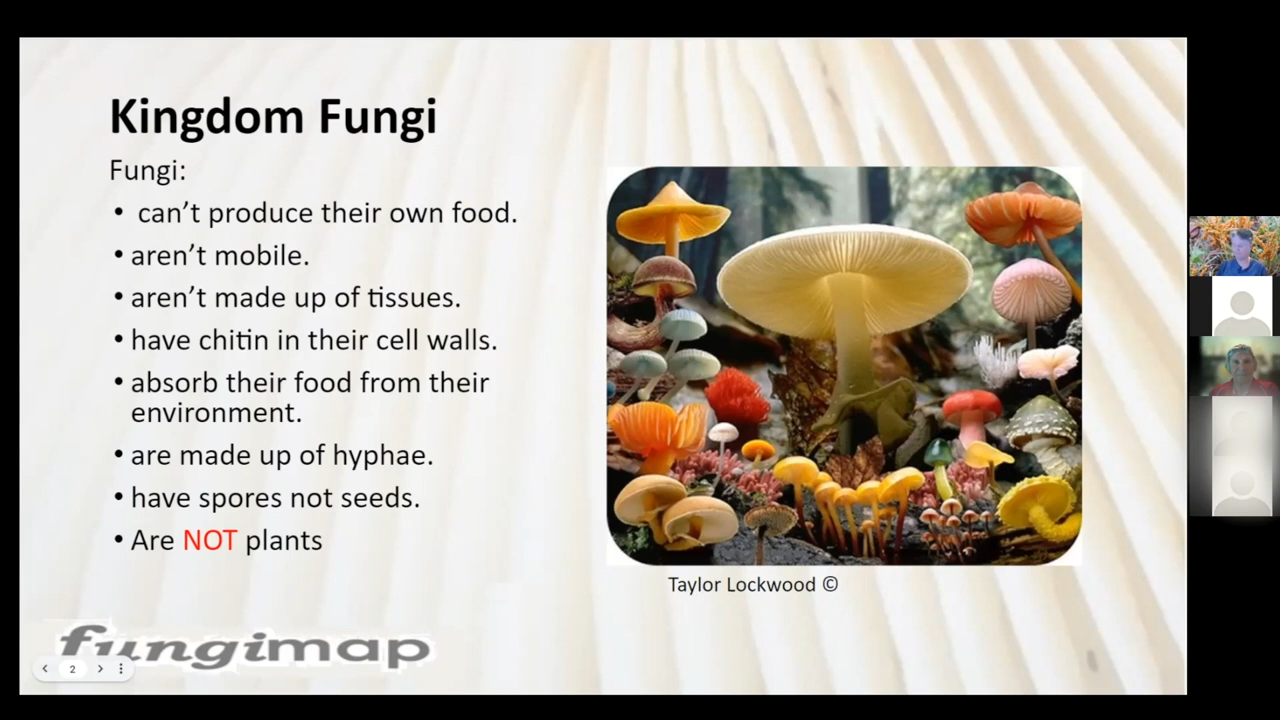 Kingdom Fungi
Fungi:
• can’t produce their own food.
• aren’t mobile.
• aren’t made up of tissues.
• have chitin in their cell walls.
• absorb their food from their
environment.
• are made up of hyphae.
• have spores not seeds.
• Are NOT plants
Taylor Lockwood ©
fungimap
2